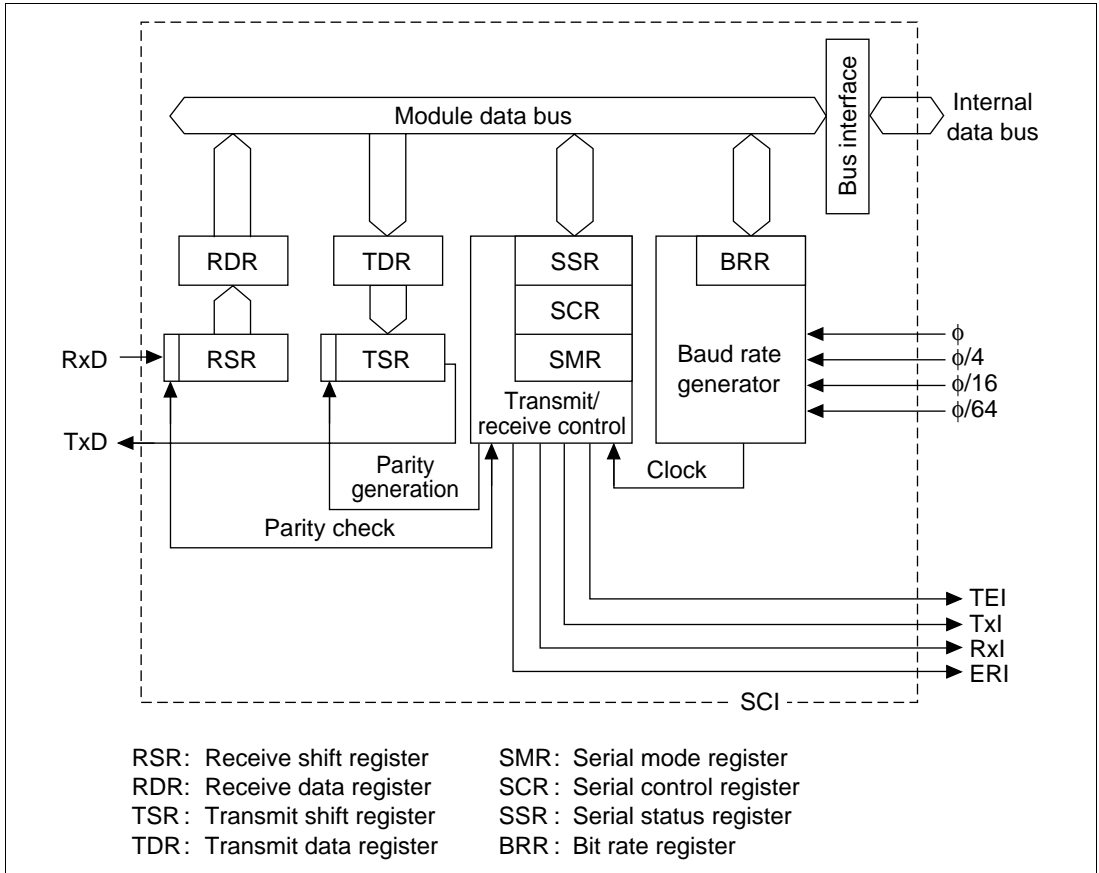 Module data bus
Bus interface
Internal
data bus
RDR
TDR
SSR
BRR
SCR
RxD
RSR
TSR
SMR
Baud rate
generator
ϕ
ϕ/4
ϕ/16
ϕ/64
Transmit/
receive control
TxD
Parity
generation
Clock
Parity check
TEI
TxI
RxI
ERI
SCI
RSR: Receive shift register
RDR: Receive data register
TSR: Transmit shift register
TDR: Transmit data register
SMR: Serial mode register
SCR: Serial control register
SSR: Serial status register
BRR: Bit rate register